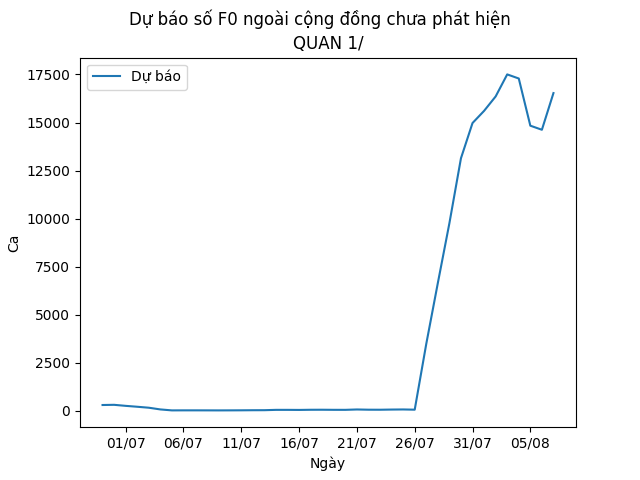 Dự báo số F0 ngoài cộng đồng chưa phát hiện
QUAN 1/
Dự báo
17500
15000
12500
10000
7500
5000
2500
0
Ca
01/07 06/07 11/07 16/07 21/07 26/07 31/07 05/08
Ngày